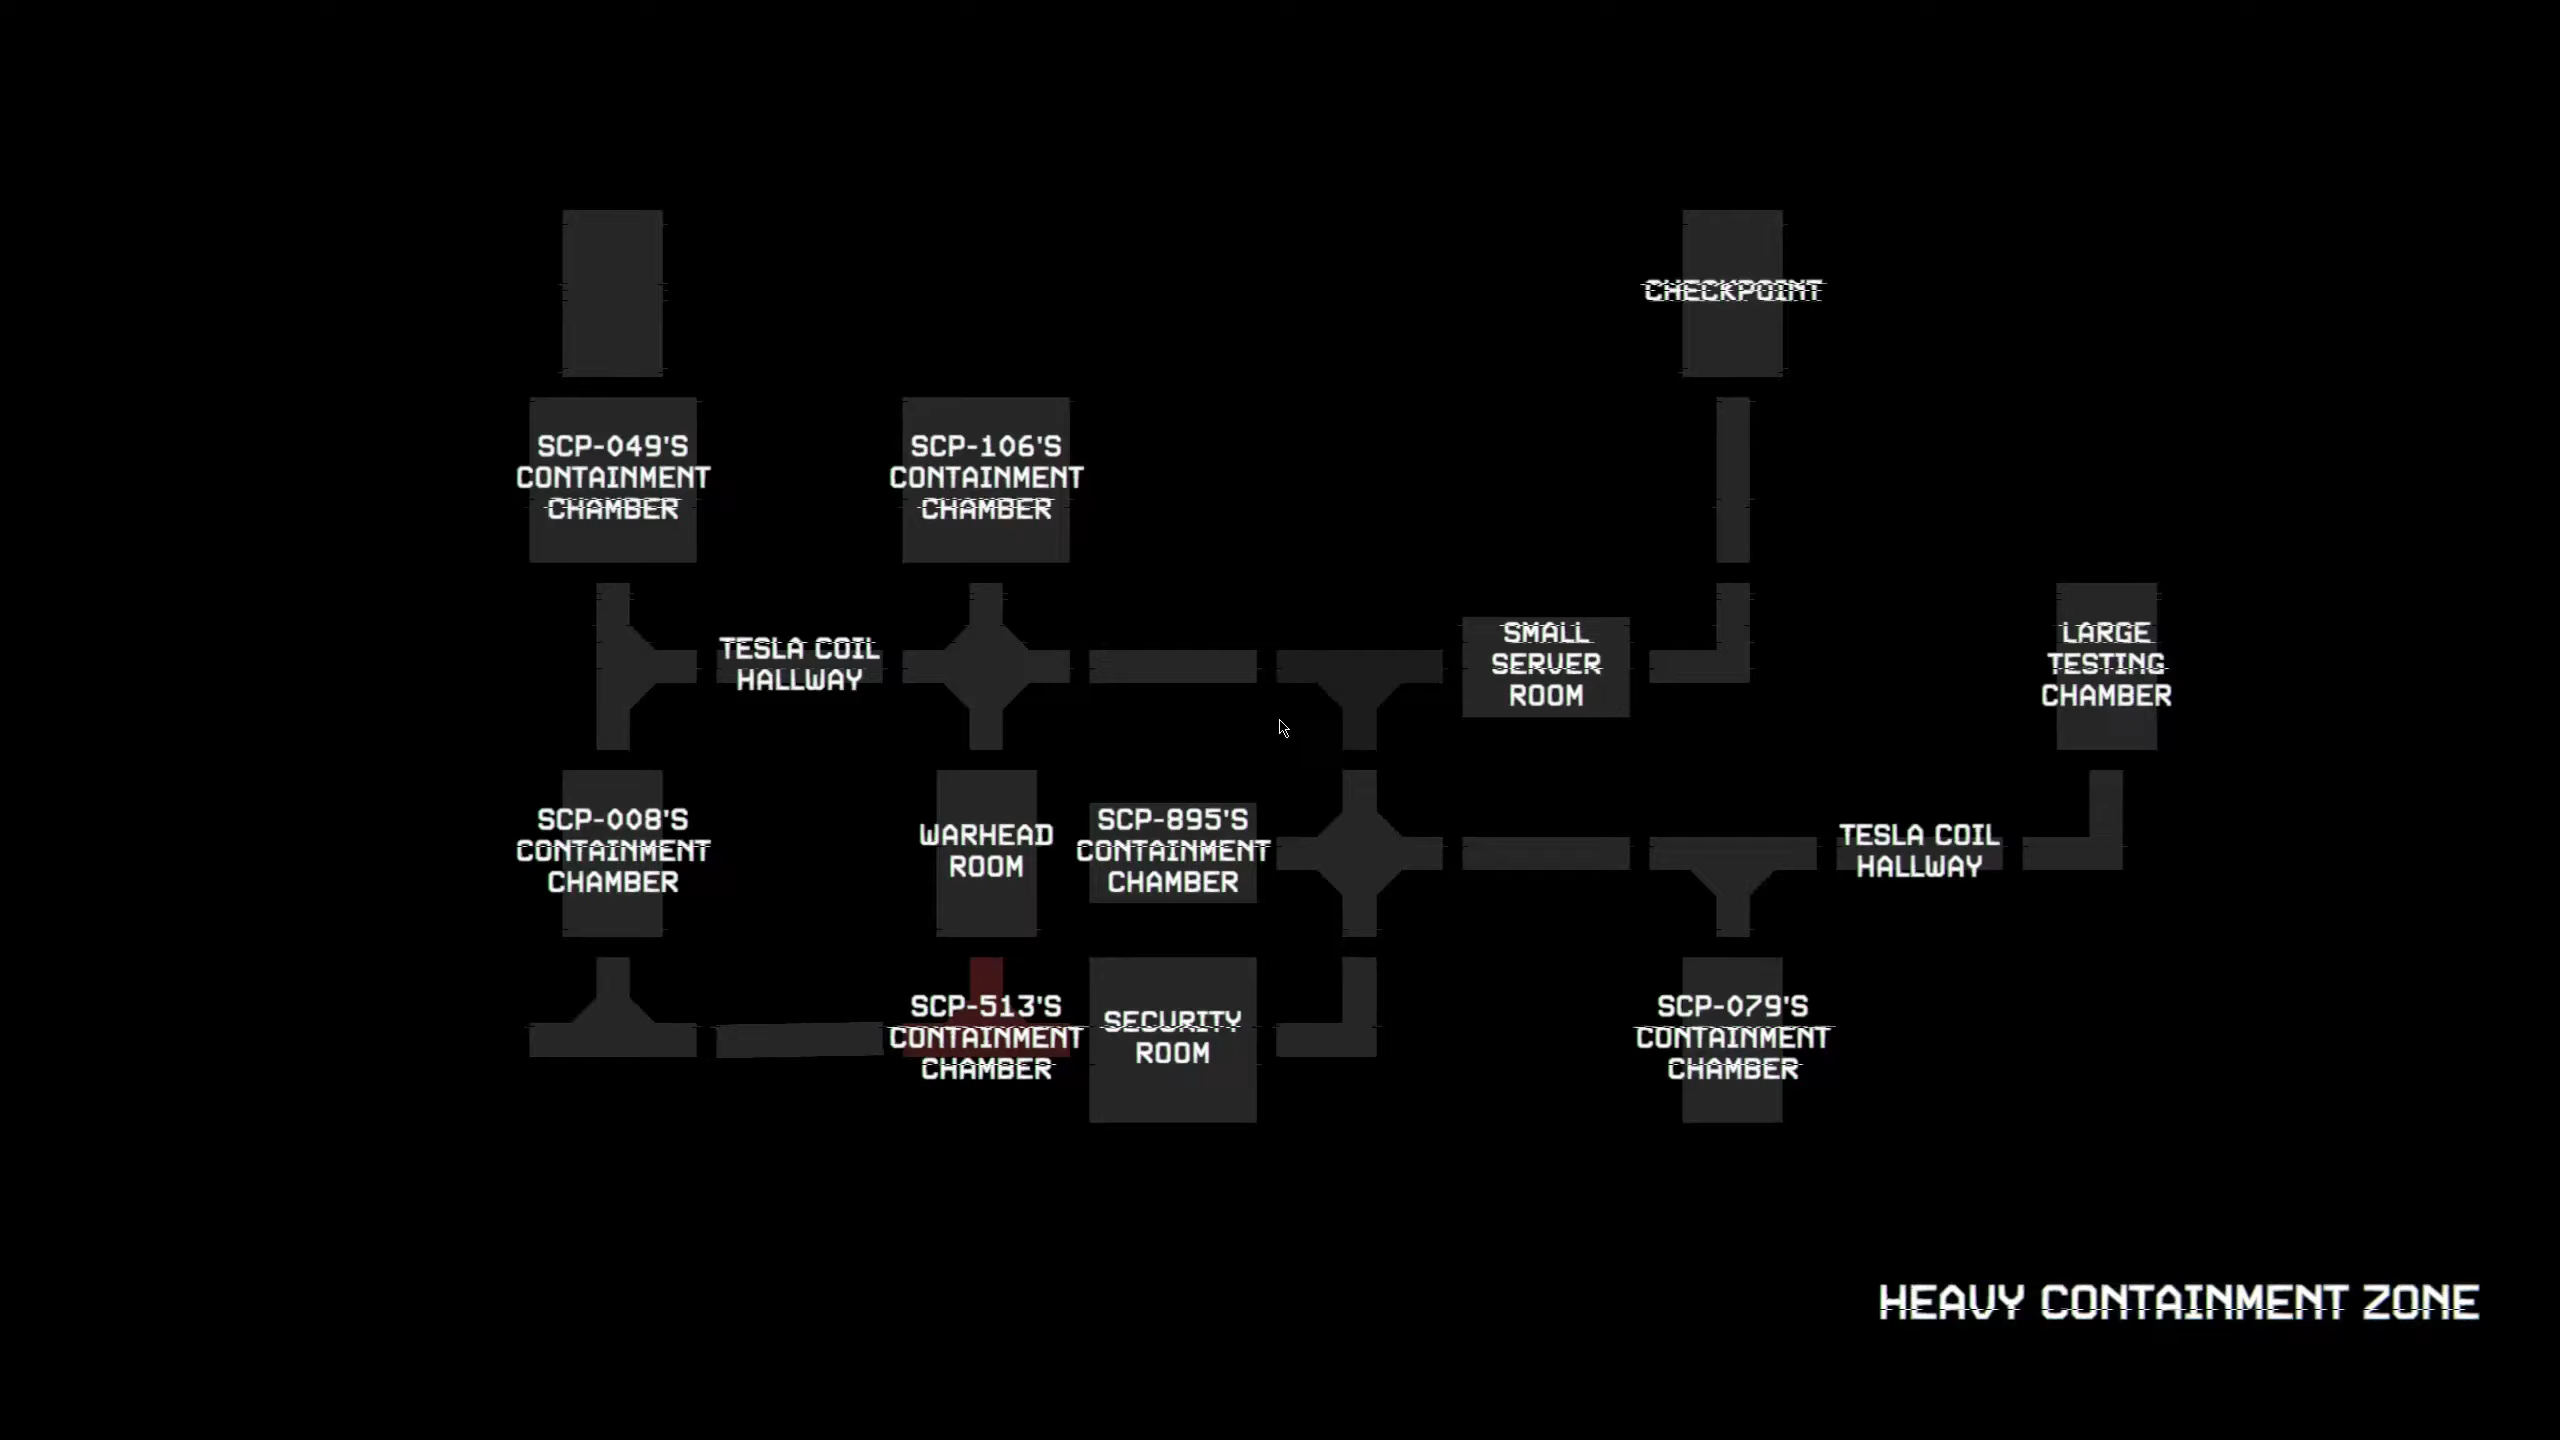 CHECKPOINT
SCP-049'S
CONTAINMENT
CHAMBER
SCP-106'S
CONTAINMENT
CHAMBER
TESLA COIL
HALLWAY
SMALL
SERVER
ROOM
LARGE
TESTING
CHAMBER
SCP-008'S
CONTAINMENT
CHAMBER
WARHEAD
ROOM
SCP-895'S
CONTAINMENT
CHAMBER
TESLA COIL
HALLWAY
SCP-513'S
CONTAINMENT
CHAMBER
SECURITY
ROOM
SCP-079'S
CONTAINMENT
CHAMBER
HEAVY CONTAINMENT ZONE